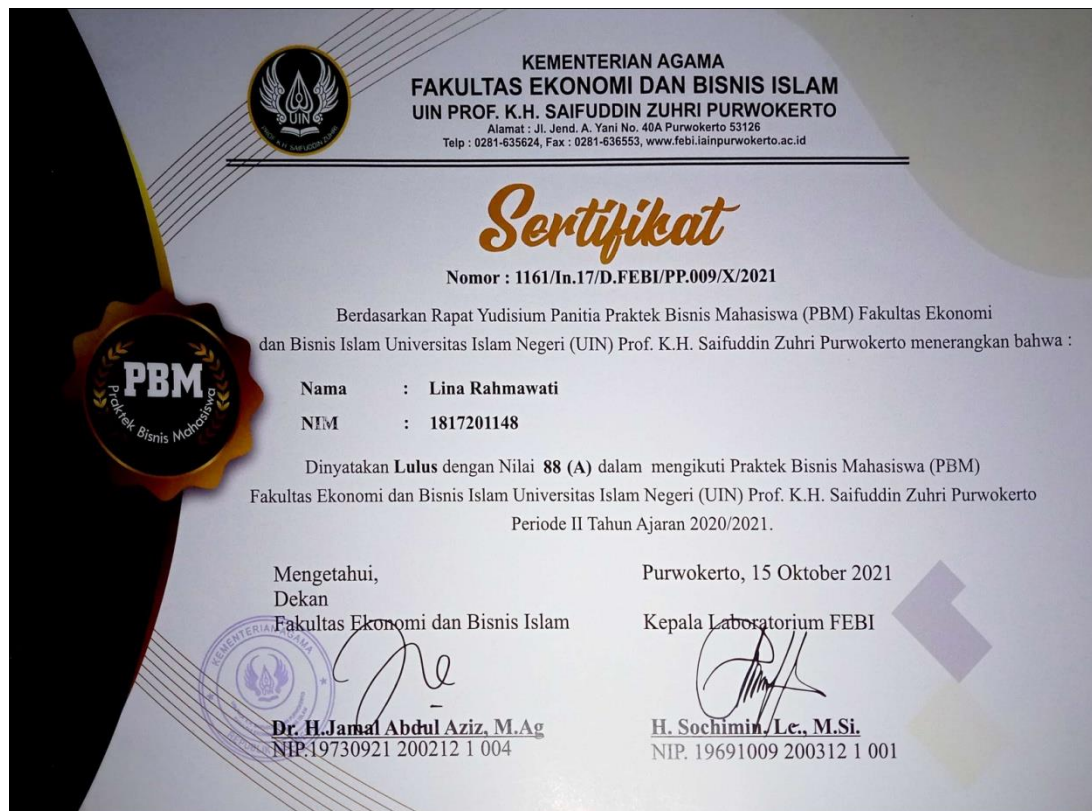 KEMENTERIAN AGAMA
FAKULTAS EKONOMI DAN BISNIS ISLAM
UIN PROF. K.H. SAIFUDDIN ZUHRI PURWOKERTO
Alamat : Jl. Jend. A. Yani No. 40A Purwokerto 53126
Telp : 0281-635624, Fax : 0281-636553, www.febi.iainpurwokerto.ac.id
UIN
PROF. K.H. SAIFUDDIN ZUHRI
Sertifikat
Nomor : 1161/In.17/D.FEBI/PP.009/X/2021
Berdasarkan Rapat Yudisium Panitia Praktek Bisnis Mahasiswa (PBM) Fakultas Ekonomi
dan Bisnis Islam Universitas Islam Negeri (UIN) Prof. K.H. Saifuddin Zuhri Purwokerto menerangkan bahwa :
PBM
Praktek Bisnis Mahasiswa
Nama : Lina Rahmawati
NIM : 1817201148
Dinyatakan Lulus dengan Nilai 88 (A) dalam mengikuti Praktek Bisnis Mahasiswa (PBM)
Fakultas Ekonomi dan Bisnis Islam Universitas Islam Negeri (UIN) Prof. K.H. Saifuddin Zuhri Purwokerto
Periode II Tahun Ajaran 2020/2021.
Mengetahui,
Dekan
Fakultas Ekonomi dan Bisnis Islam
KEMENTERIAN AGAMA
Dr. H.Jamal Abdul Aziz, M.Ag
NIP.19730921 200212 1 004
Purwokerto, 15 Oktober 2021
Kepala Laboratorium FEBI
H. Sochimin, Lc., M.Si.
NIP. 19691009 200312 1 001